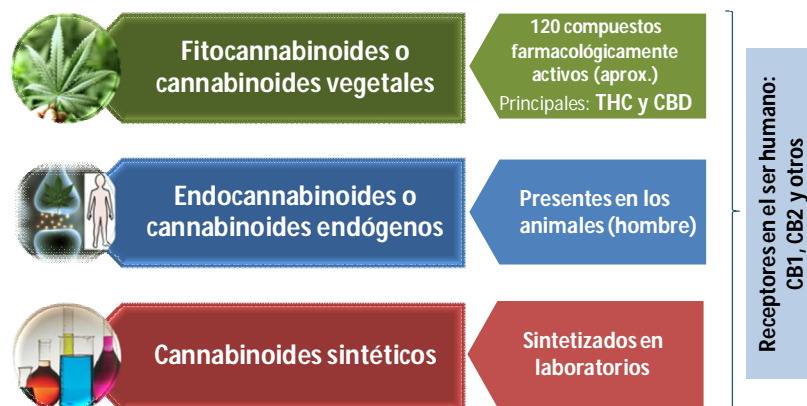 Fitocannabinoides o
cannabinoides vegetales
120 compuestos
farmacológicamente
activos (aprox.)
Principales: THC y CBD
Endocannabinoides o
cannabinoides endógenos
Presentes en los
animales (hombre)
Cannabinoides sintéticos
Sintetizados en
laboratorios
Receptores en el ser humano:
CB1, CB2 y otros